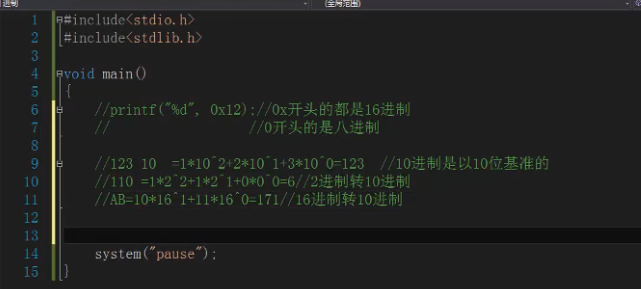 进制
(全局范围)
1 #include<stdio.h>
2 #include<stdlib.h>
3
4 void main()
5 {
6 //printf("%d", 0x12);//0x开头的都是16进制
7 // //0开头的是八进制
8
9 //123 10 =1*10^2+2*10^1+3*10^0=123 //10进制是以10位基准的
10 //110 =1*2^2+1*2^1+0*0^0=6//2进制转10进制
11 //AB=10*16^1+11*16^0=171//16进制转10进制
12
13
14 system("pause");
15 }